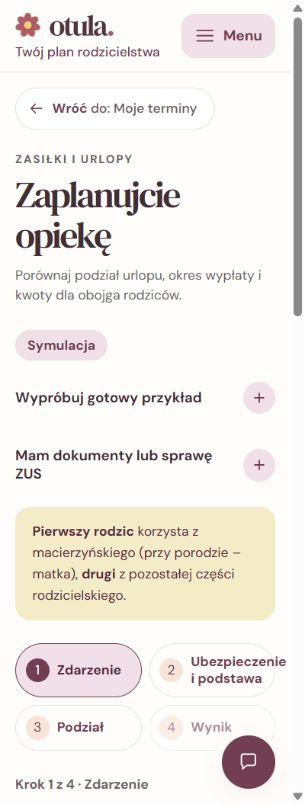 otula.
Twój plan rodzicielstwa
Menu
← Wróć do: Moje terminy
ZASIŁKI I URLOPY
Zaplanujcie
opiekę
Porównaj podział urlopu, okres wypłaty i
kwoty dla obojga rodziców.
Symulacja
Wypróbuj gotowy przykład
+
Mam dokumenty lub sprawę
ZUS
+
Pierwszy rodzic korzysta z
macierzyńskiego (przy porodzie –
matka), drugi z pozostałej części
rodzicielskiego.
1 Zdarzenie
2 Ubezpieczenie
i podstawa
3 Podział
4 Wynik
Krok 1 z 4 · Zdarzenie